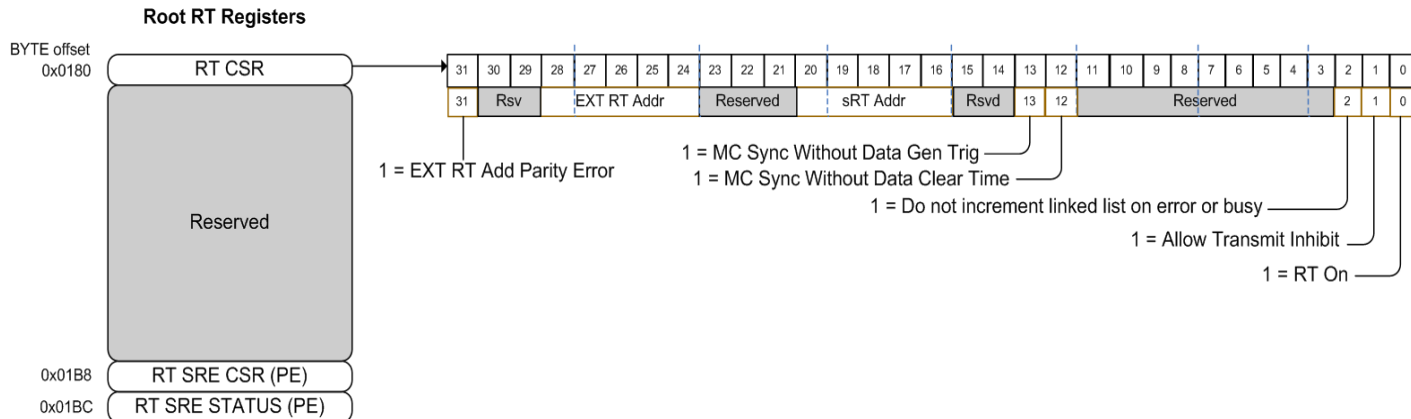 Root RT Registers
BYTE offset
0x0180
RT CSR
31 30 29 28 27 26 25 24 23 22 21 20 19 18 17 16 15 14 13 12 11 10 9 8 7 6 5 4 3 2 1 0
31 Rsv EXT RT Addr Reserved sRT Addr Rsvd 13 12 Reserved 2 1 0
1 = EXT RT Add Parity Error
1 = MC Sync Without Data Gen Trig
1 = MC Sync Without Data Clear Time
1 = Do not increment linked list on error or busy
1 = Allow Transmit Inhibit
1 = RT On
Reserved
0x01B8
RT SRE CSR (PE)
0x01BC
RT SRE STATUS (PE)